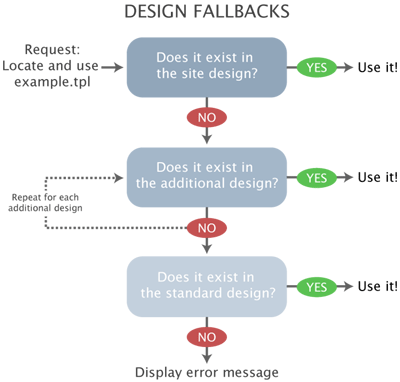 DESIGN FALLBACKS
Request:
Locate and use
example.tpl
Does it exist in
the site design?
YES
Use it!
NO
Does it exist in
the additional design?
YES
Use it!
Repeat for each
additional design
NO
Does it exist in
the standard design?
YES
Use it!
NO
Display error message